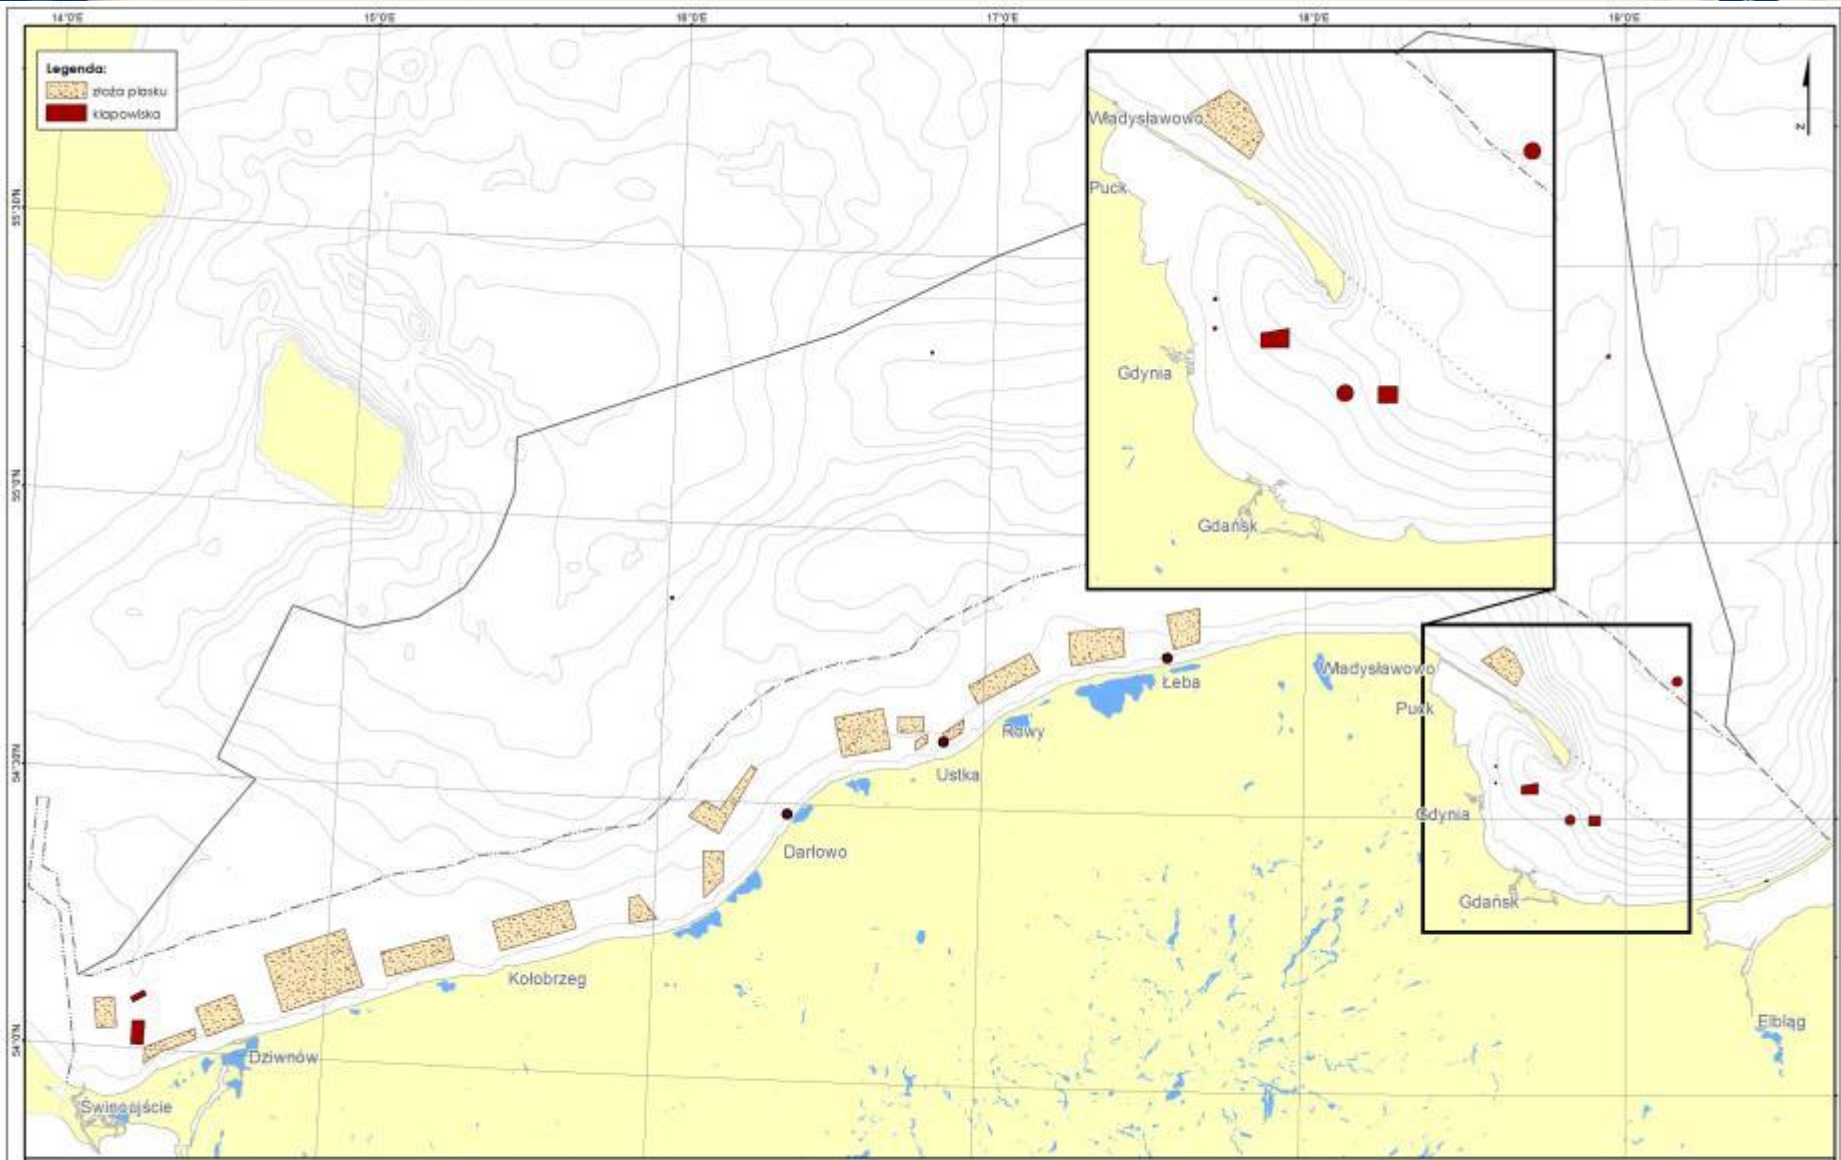 14°0'E
15°0'E
16°0'E
17°0'E
18°0'E
19°0'E
Legenda:
złoża piasku
klapowiska
N
55°30'N
55°0'N
54°30'N
54°0'N
Władysławowo
Puck
Gdynia
Gdańsk
Łeba
Władysławowo
Puck
Rowy
Ustka
Gdynia
Darłowo
Gdańsk
Kołobrzeg
Elbląg
Dziwnów
Świnoujście